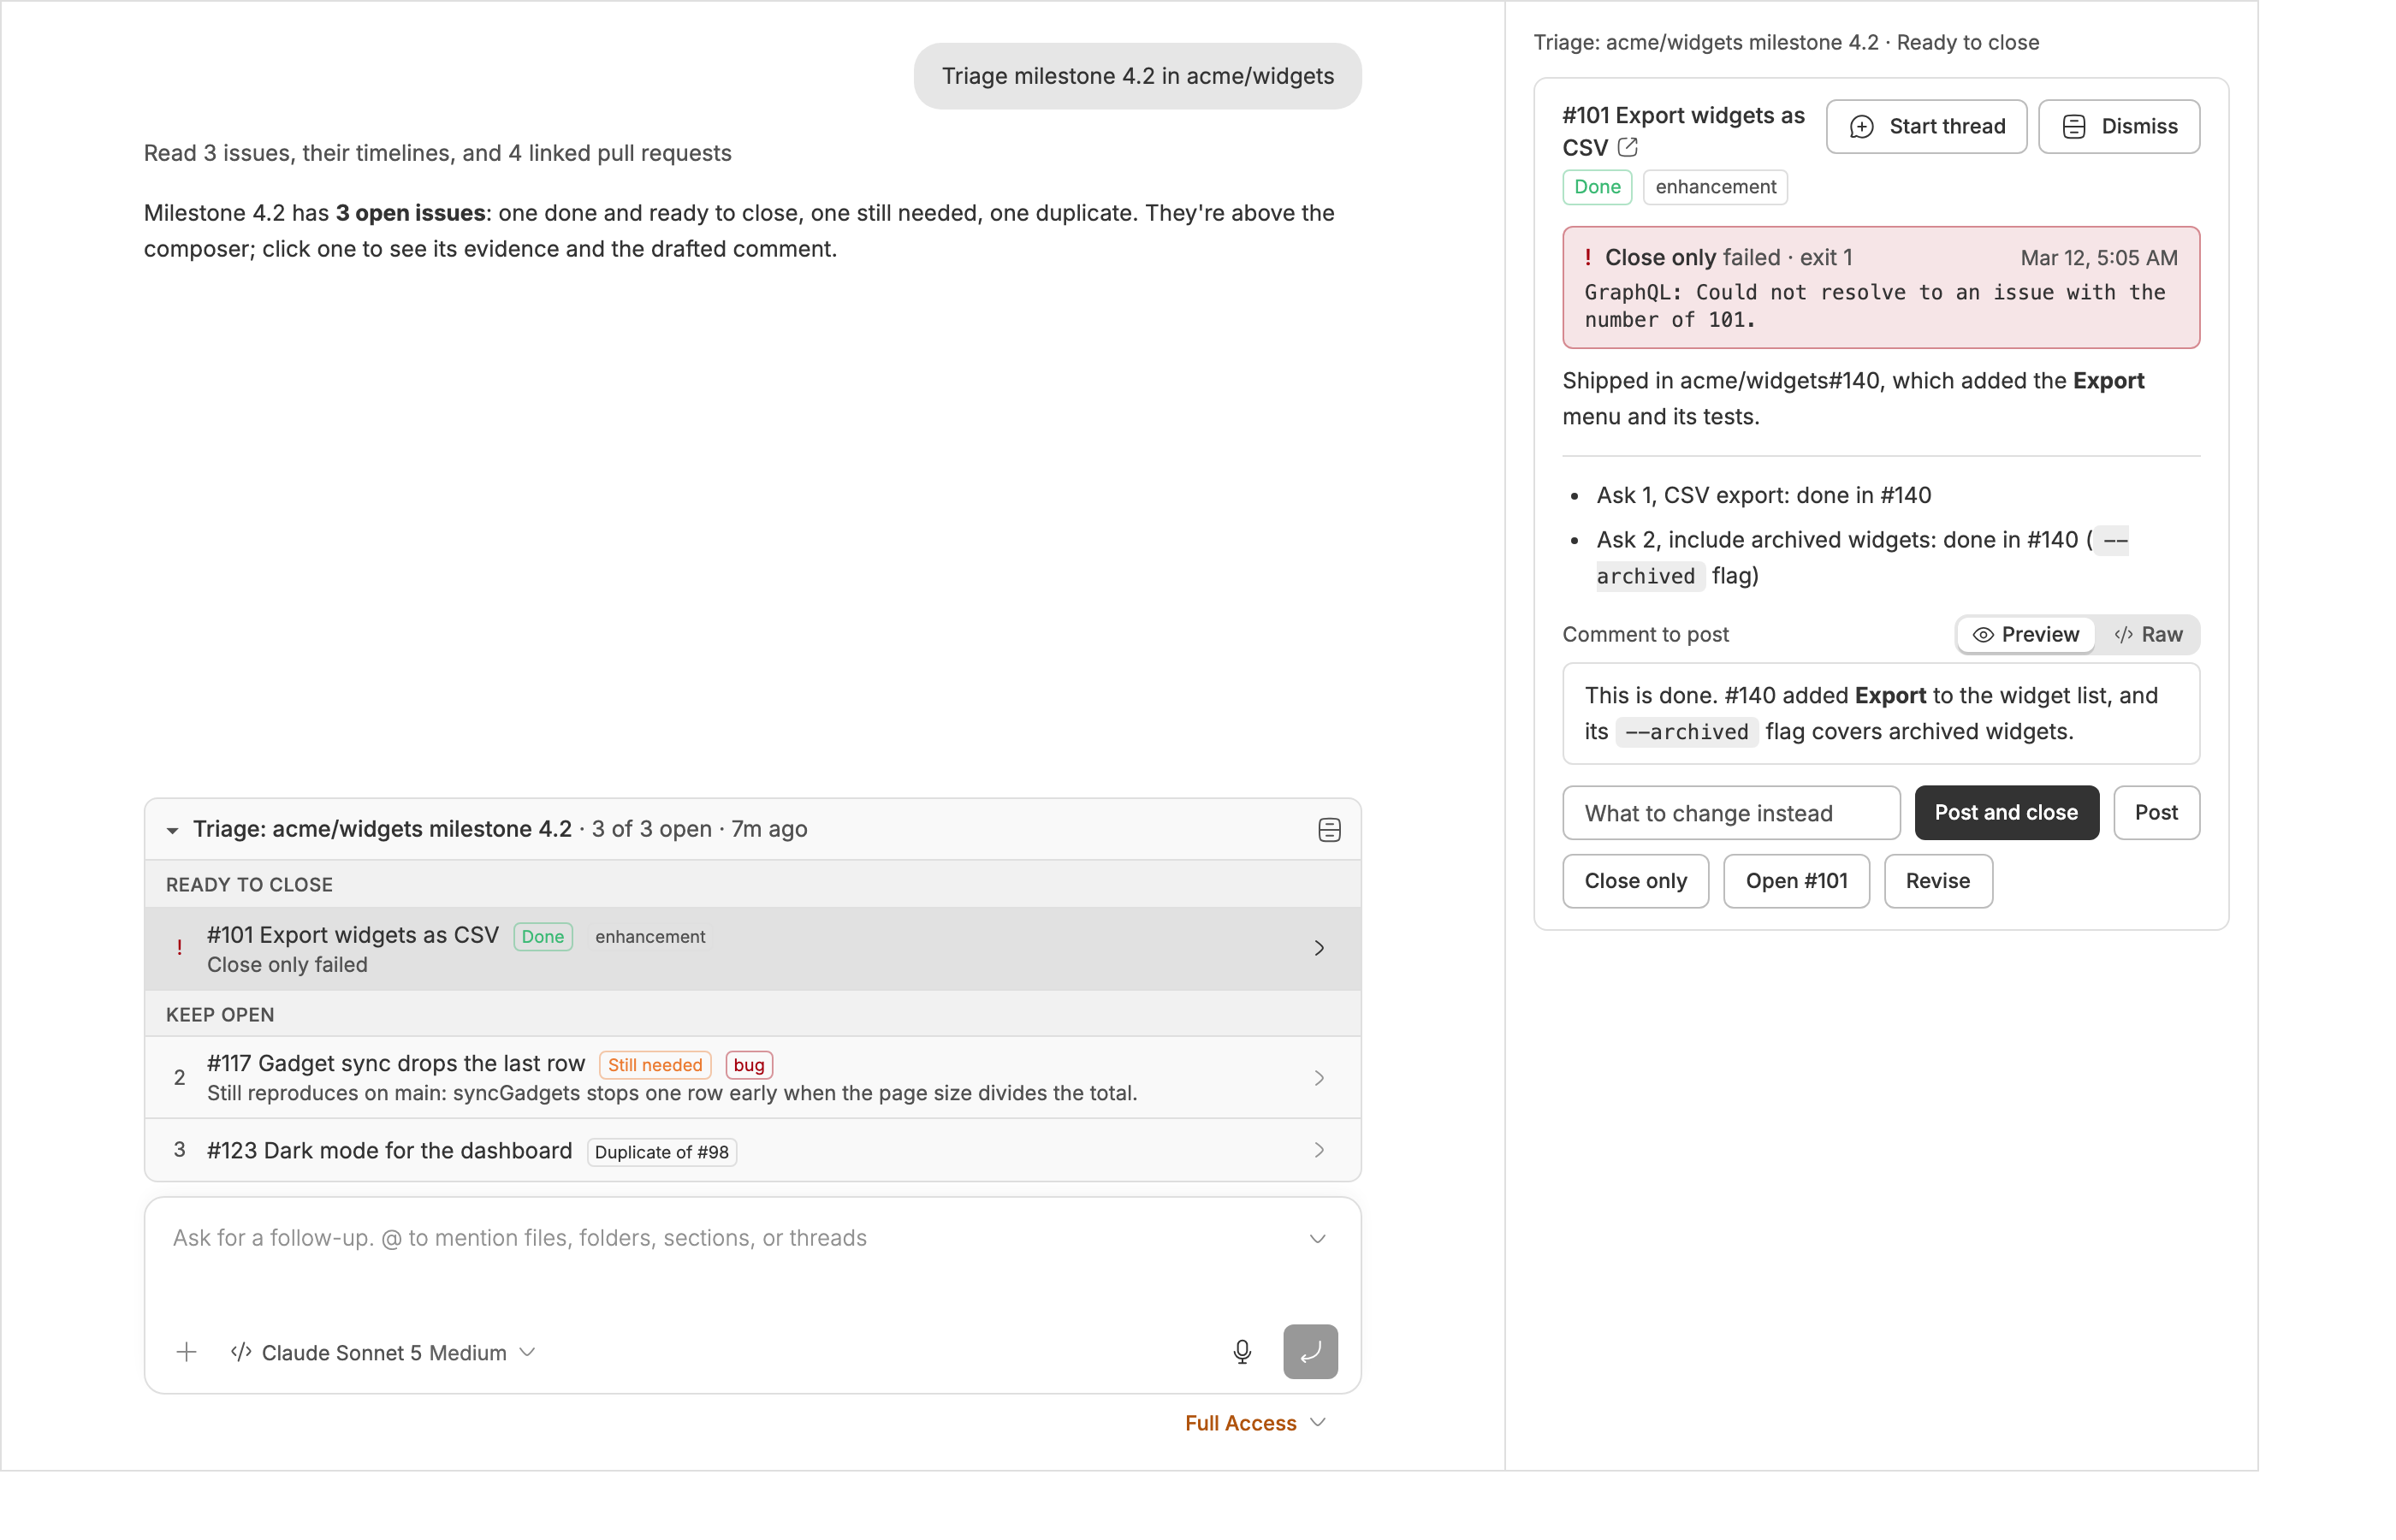 Triage milestone 4.2 in acme/widgets
Read 3 issues, their timelines, and 4 linked pull requests
Milestone 4.2 has 3 open issues: one done and ready to close, one still needed, one duplicate. They're above the
composer; click one to see its evidence and the drafted comment.
Triage: acme/widgets milestone 4.2 · 3 of 3 open · 7m ago
READY TO CLOSE
! #101 Export widgets as CSV Done enhancement
Close only failed
KEEP OPEN
2 #117 Gadget sync drops the last row Still needed bug
Still reproduces on main: syncGadgets stops one row early when the page size divides the total.
3 #123 Dark mode for the dashboard Duplicate of #98
Ask for a follow-up. @ to mention files, folders, sections, or threads
Claude Sonnet 5 Medium
Full Access
Triage: acme/widgets milestone 4.2 · Ready to close
#101 Export widgets as
CSV
Start thread
Dismiss
Done enhancement
! Close only failed · exit 1 Mar 12, 5:05 AM
GraphQL: Could not resolve to an issue with the
number of 101.
Shipped in acme/widgets#140, which added the Export
menu and its tests.
• Ask 1, CSV export: done in #140
• Ask 2, include archived widgets: done in #140 (--
archived flag)
Comment to post
Preview
</> Raw
This is done. #140 added Export to the widget list, and
its --archived flag covers archived widgets.
What to change instead
Post and close
Post
Close only
Open #101
Revise